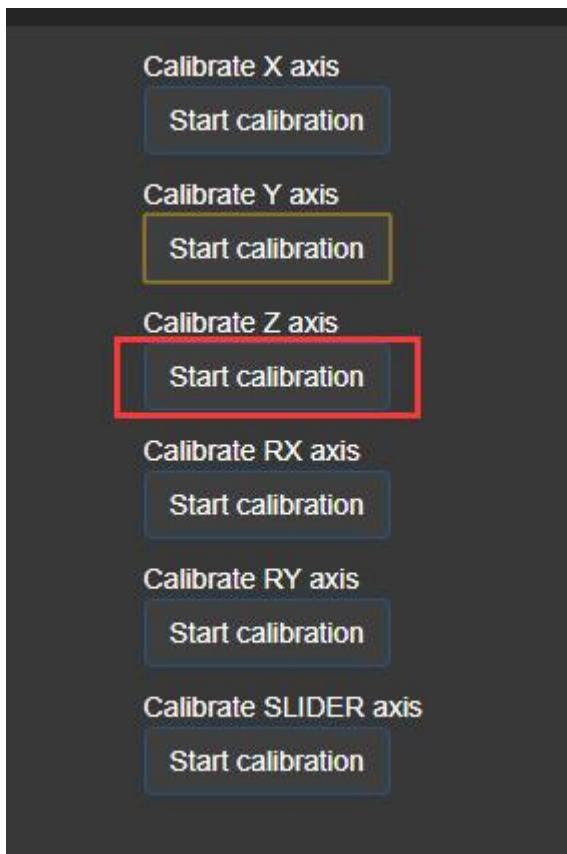 Calibrate X axis
Start calibration
Calibrate Y axis
Start calibration
Calibrate Z axis
Start calibration
Calibrate RX axis
Start calibration
Calibrate RY axis
Start calibration
Calibrate SLIDER axis
Start calibration